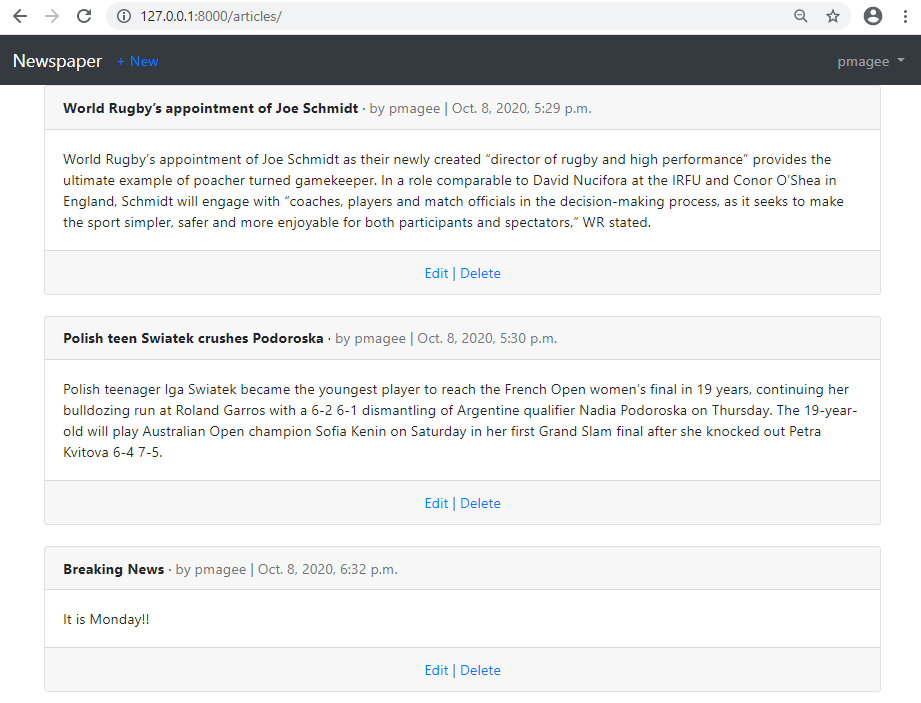 127.0.0.1:8000/articles/
Newspaper + New pmagee
World Rugby’s appointment of Joe Schmidt · by pmagee | Oct. 8, 2020, 5:29 p.m.
World Rugby’s appointment of Joe Schmidt as their newly created “director of rugby and high performance” provides the
ultimate example of poacher turned gamekeeper. In a role comparable to David Nucifora at the IRFU and Conor O’Shea in
England, Schmidt will engage with “coaches, players and match officials in the decision-making process, as it seeks to make
the sport simpler, safer and more enjoyable for both participants and spectators,” WR stated.
Edit | Delete
Polish teen Swiatek crushes Podoroska · by pmagee | Oct. 8, 2020, 5:30 p.m.
Polish teenager Iga Swiatek became the youngest player to reach the French Open women’s final in 19 years, continuing her
bulldozing run at Roland Garros with a 6-2 6-1 dismantling of Argentine qualifier Nadia Podoroska on Thursday. The 19-year-
old will play Australian Open champion Sofia Kenin on Saturday in her first Grand Slam final after she knocked out Petra
Kvitova 6-4 7-5.
Edit | Delete
Breaking News · by pmagee | Oct. 8, 2020, 6:32 p.m.
It is Monday!!
Edit | Delete